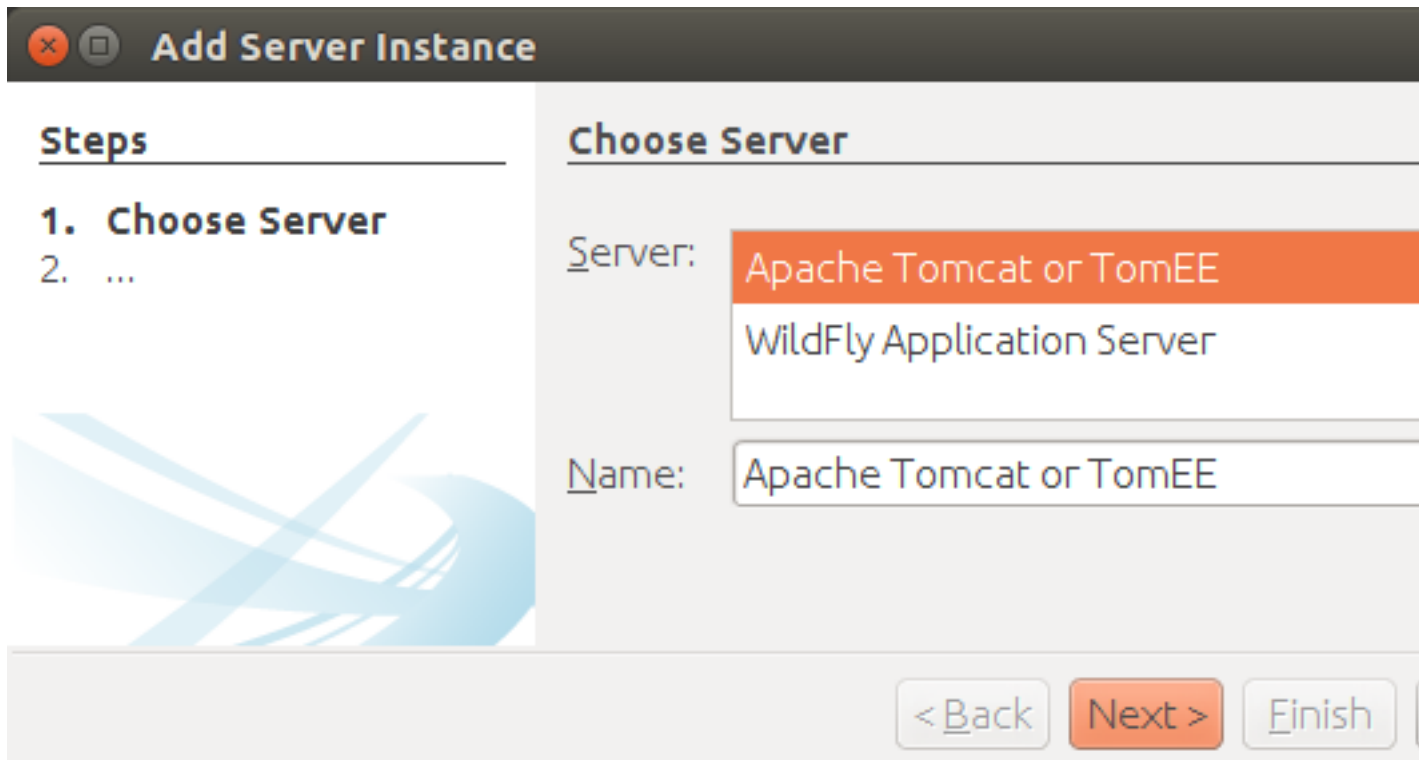 Add Server Instance
Steps
1. Choose Server
2. ...
Choose Server
Server:
Apache Tomcat or TomEE
WildFly Application Server
Name: Apache Tomcat or TomEE
< Back
Next >
Finish